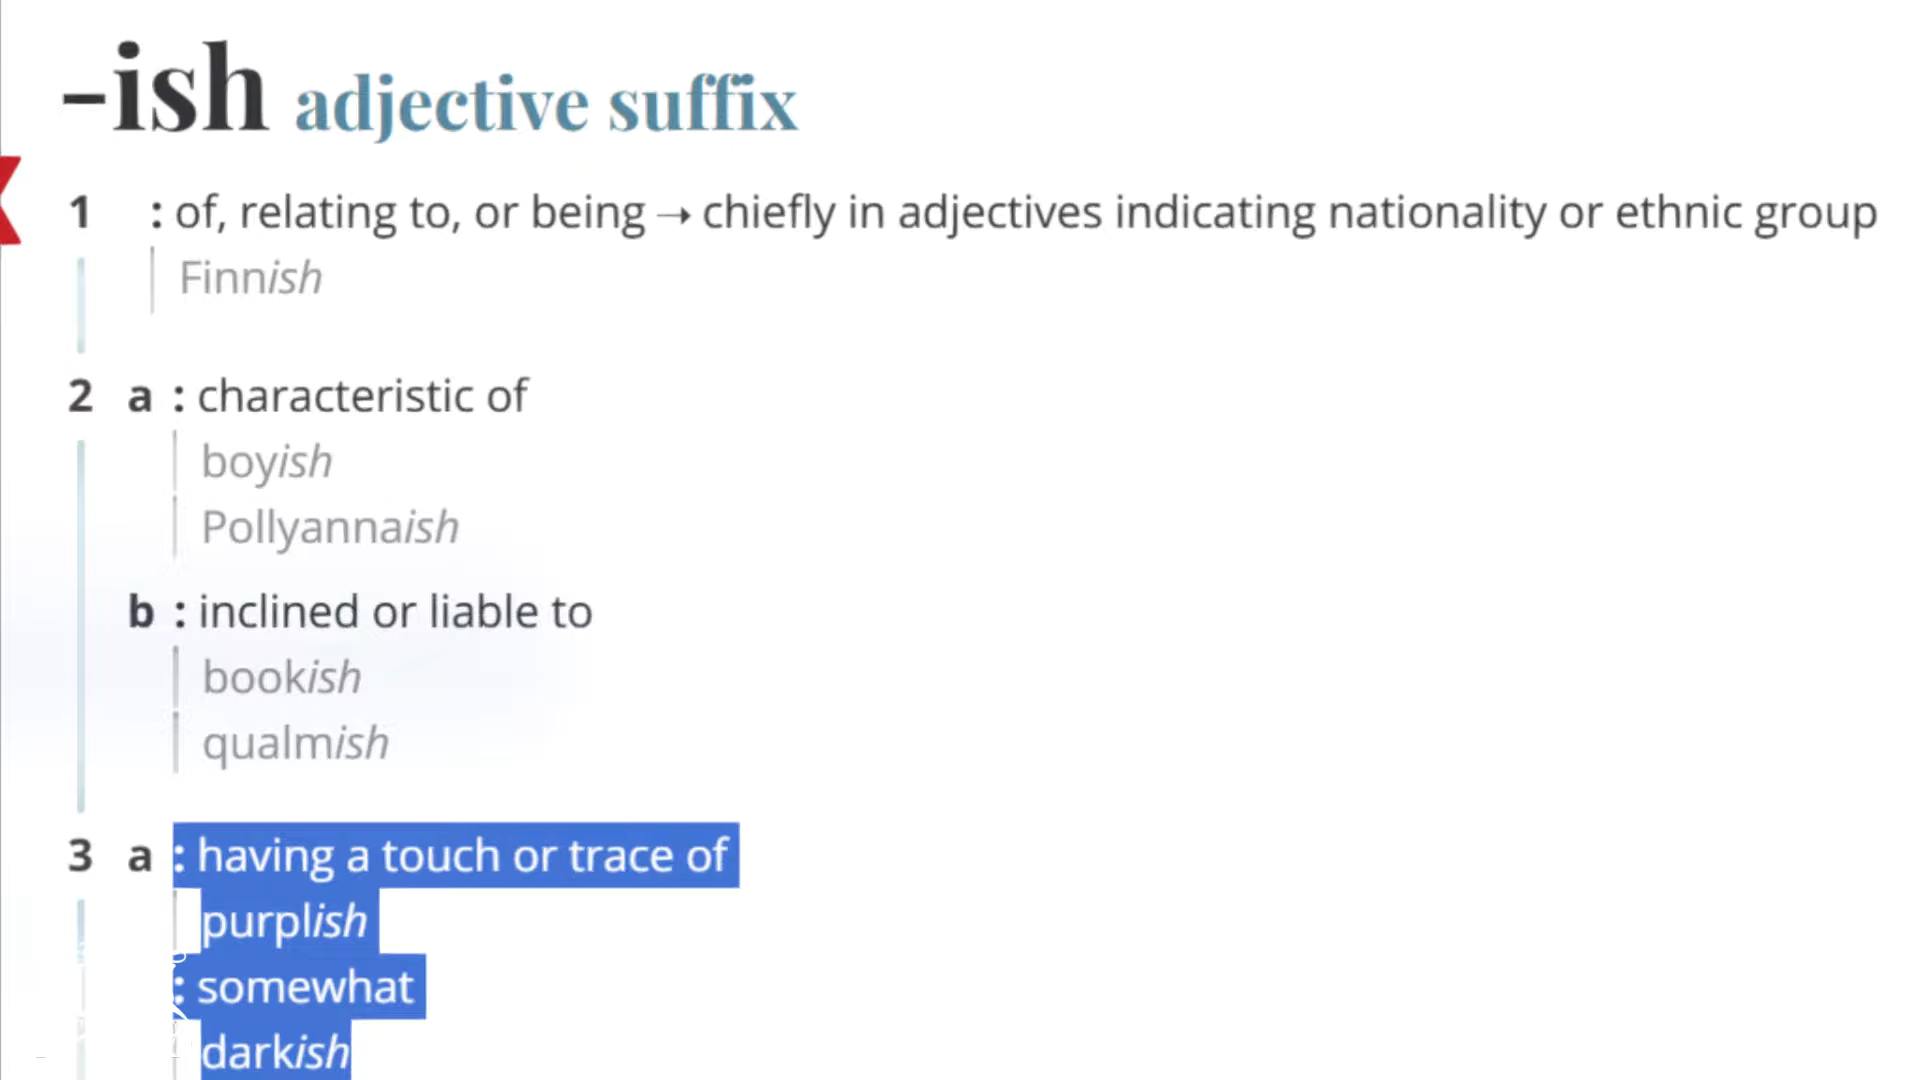 -ish adjective suffix
1 : of, relating to, or being → chiefly in adjectives indicating nationality or ethnic group
Finnish
2 a : characteristic of
boyish
Pollyannaish
b : inclined or liable to
bookish
qualmish
3 a : having a touch or trace of
purplish
: somewhat
darkish